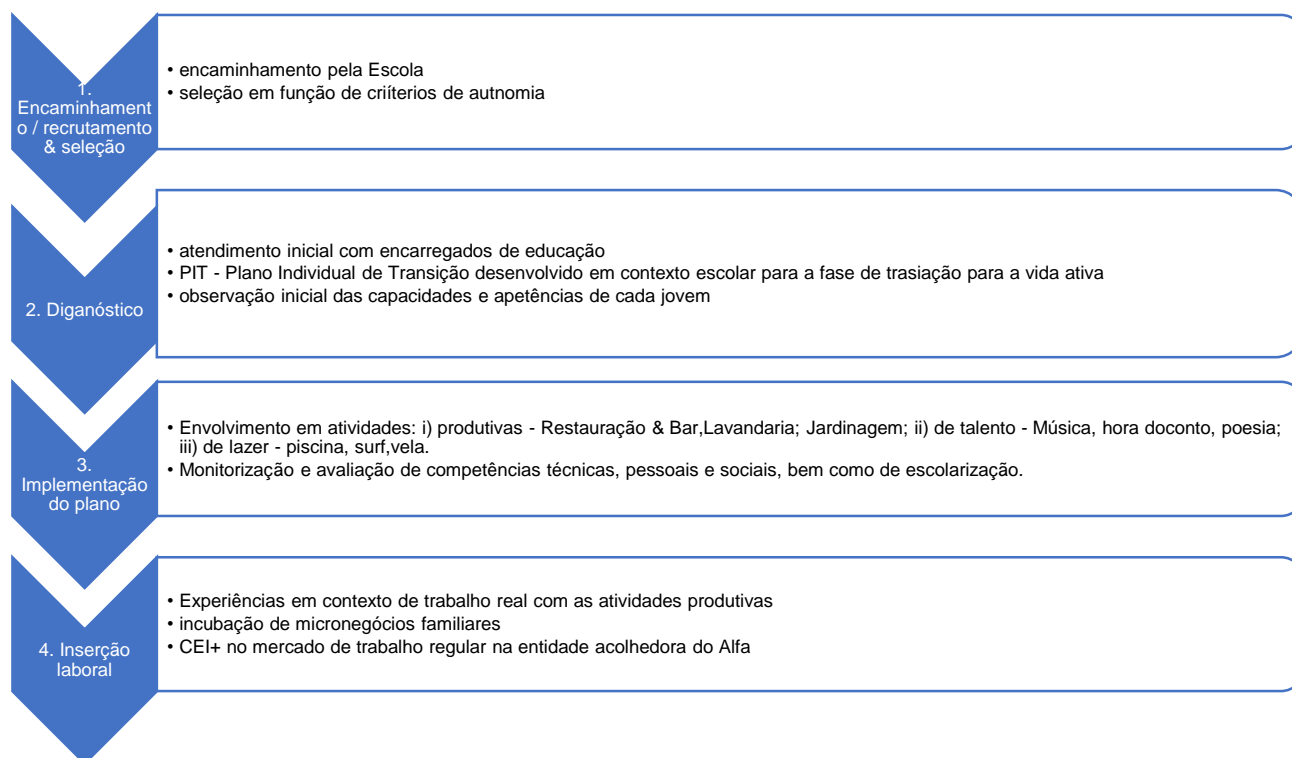 1.
Encaminhament
o / recrutamento
& seleção
• encaminhamento pela Escola
• seleção em função de criíterios de autnomia
2. Diganóstico
• atendimento inicial com encarregados de educação
• PIT - Plano Individual de Transição desenvolvido em contexto escolar para a fase de trasiação para a vida ativa
• observação inicial das capacidades e apetências de cada jovem
3.
Implementação
do plano
• Envolvimento em atividades: i) produtivas - Restauração & Bar,Lavandaria; Jardinagem; ii) de talento - Música, hora doconto, poesia;
iii) de lazer - piscina, surf,vela.
• Monitorização e avaliação de competências técnicas, pessoais e sociais, bem como de escolarização.
4. Inserção
laboral
• Experiências em contexto de trabalho real com as atividades produtivas
• incubação de micronegócios familiares
• CEI+ no mercado de trabalho regular na entidade acolhedora do Alfa